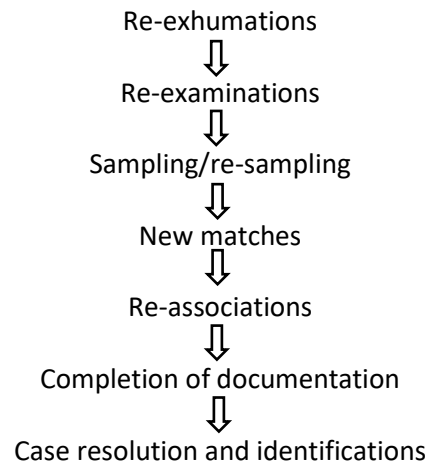 Re-exhumations
Re-examinations
Sampling/re-sampling
New matches
Re-associations
Completion of documentation
Case resolution and identifications